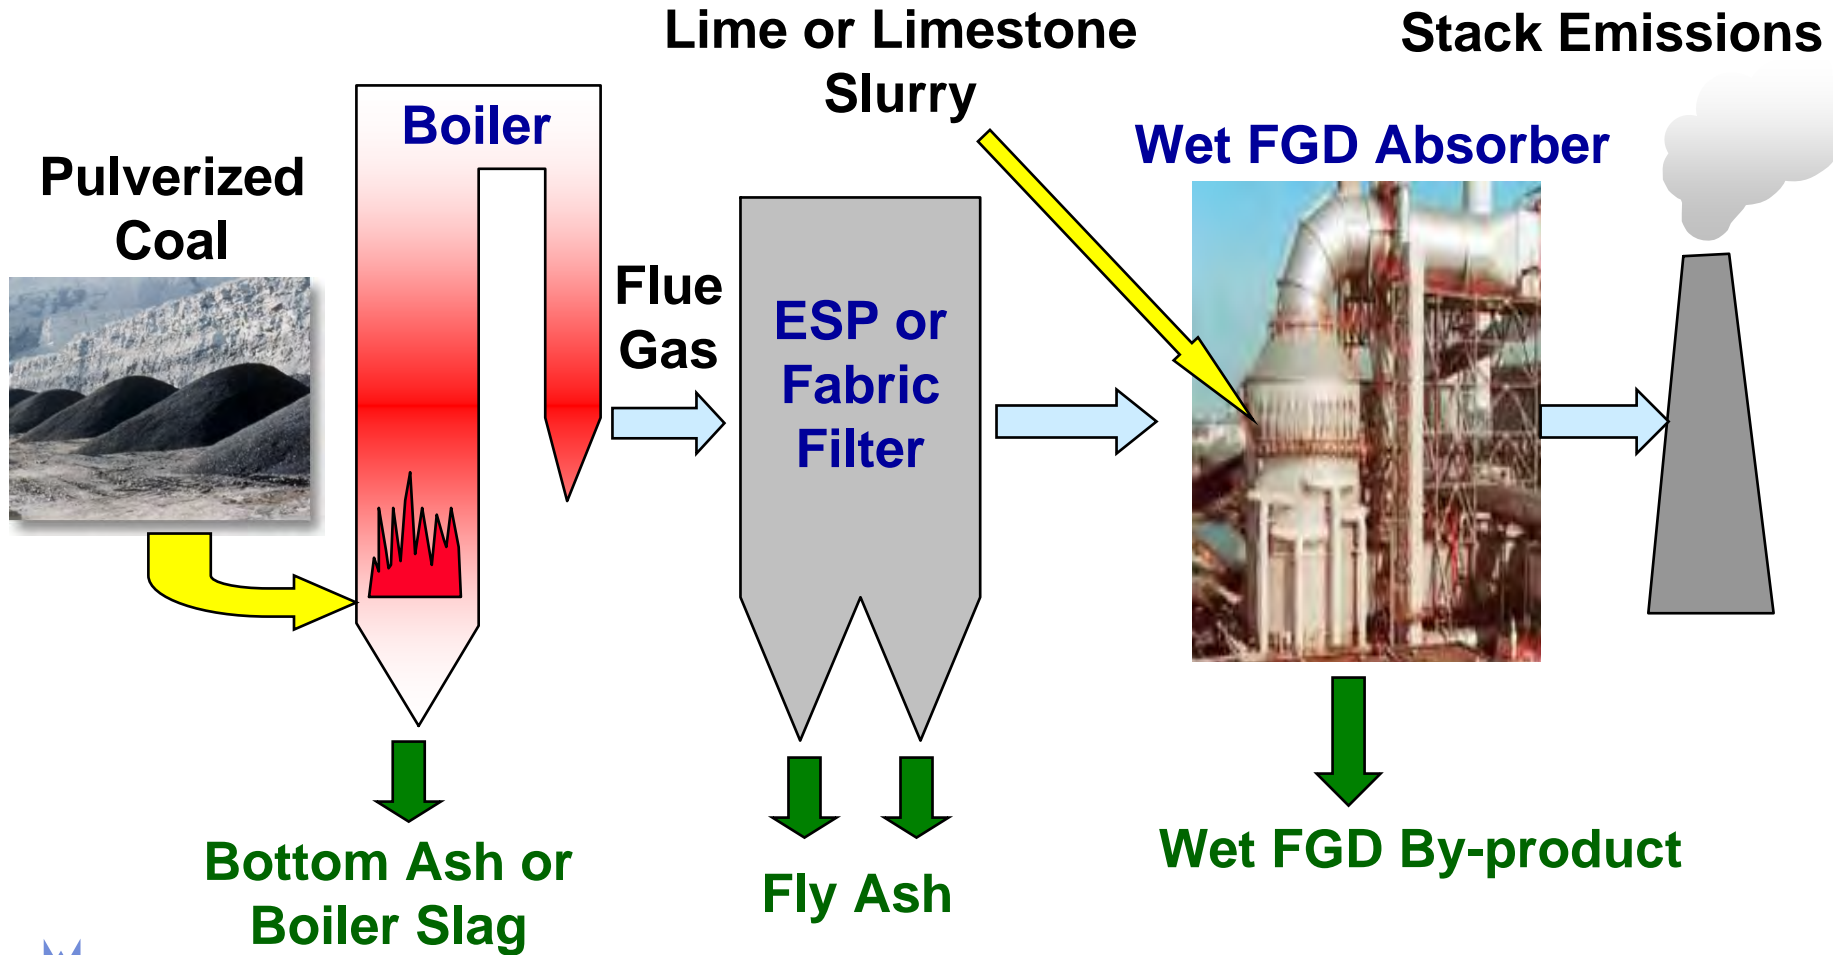 Lime or Limestone
Slurry
Stack Emissions
Boiler
Wet FGD Absorber
Pulverized
Coal
Flue
Gas
ESP or
Fabric
Filter
Bottom Ash or
Boiler Slag
Fly Ash
Wet FGD By-product